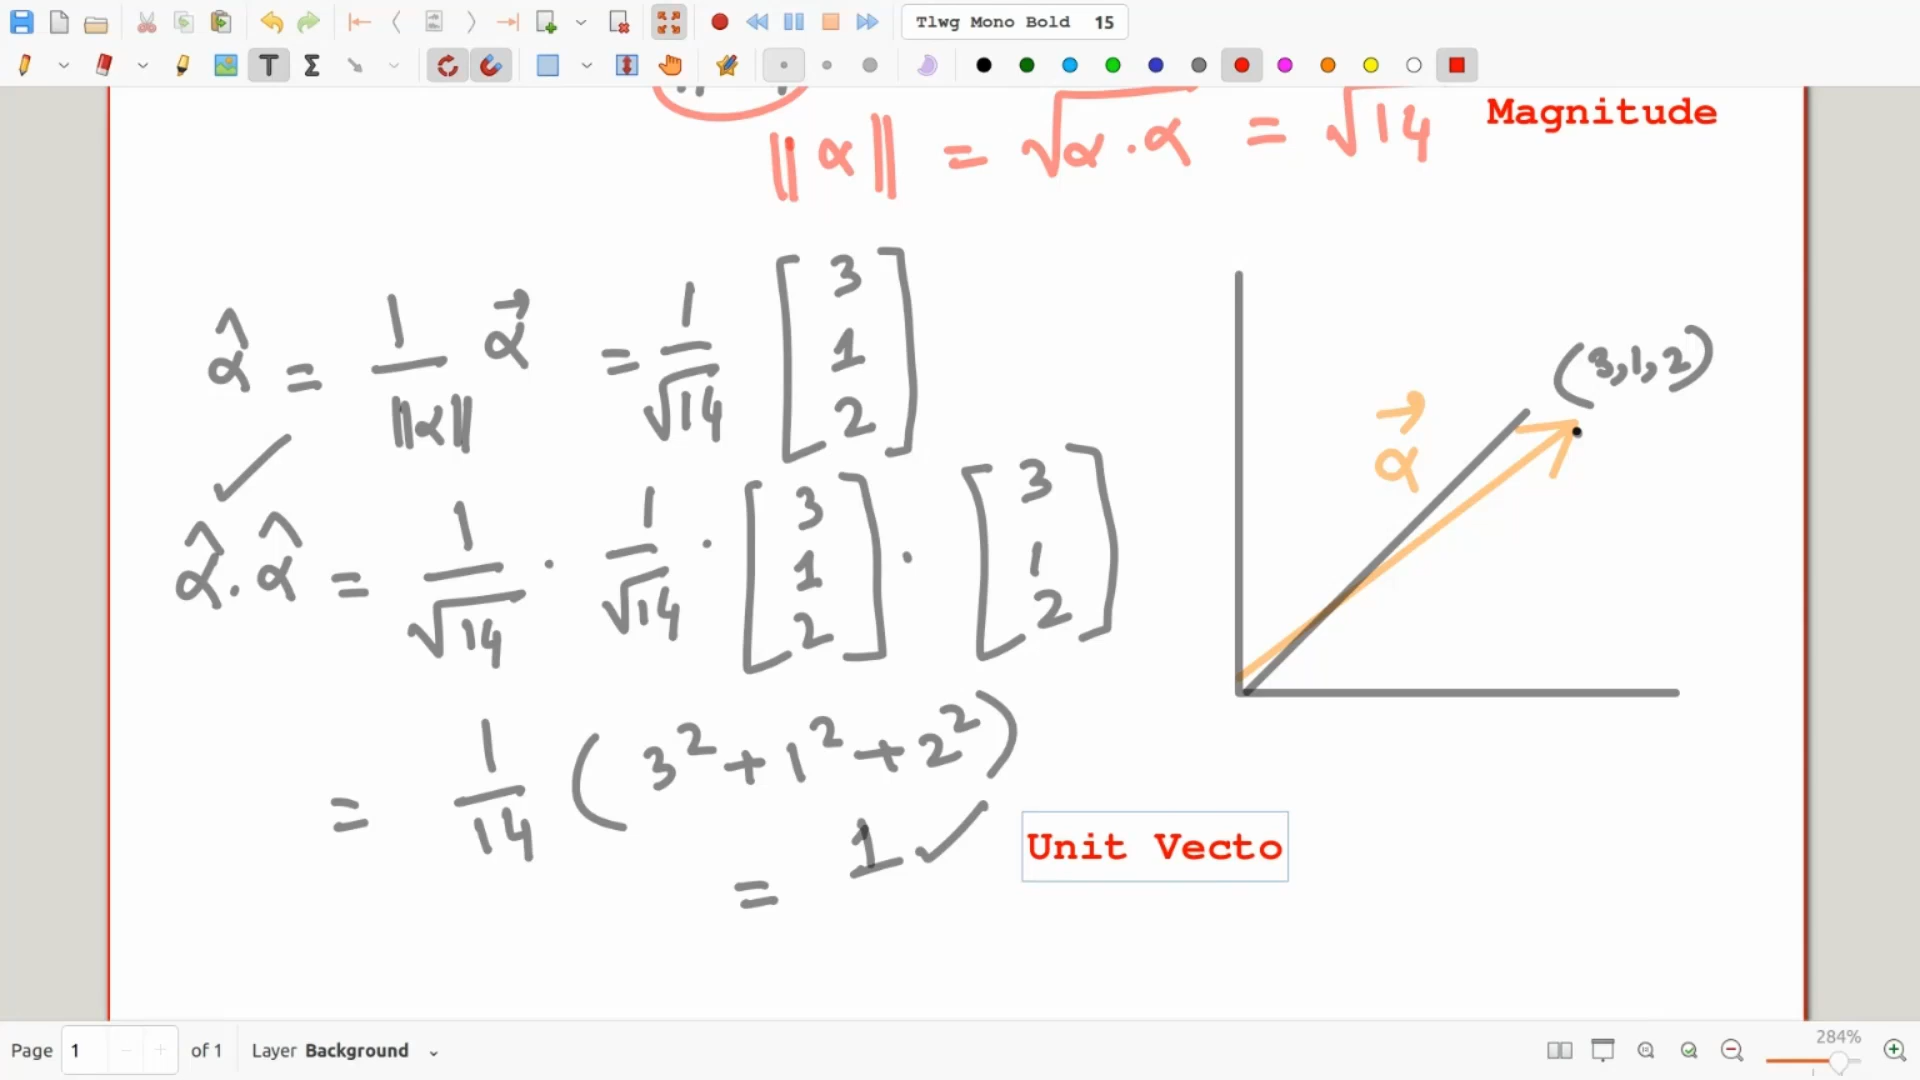 Tlwg Mono Bold 15
Magnitude
‖α‖ = √α·α = √14
α̂ = 1/‖α‖ α⃗ = 1/√14 [3 1 2]
(3,1,2)
α⃗
α̂.α̂ = 1/√14 · 1/√14 · [3 1 2] · [3 1 2]
= 1/14 (3² + 1² + 2²)
= 1 ✓
Unit Vecto
Page 1 of 1 Layer Background 284%